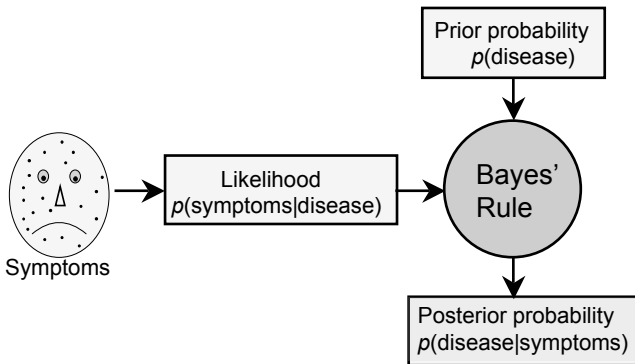 Prior probability
p(disease)
Likelihood
p(symptoms|disease)
Bayes’
Rule
Symptoms
Posterior probability
p(disease|symptoms)